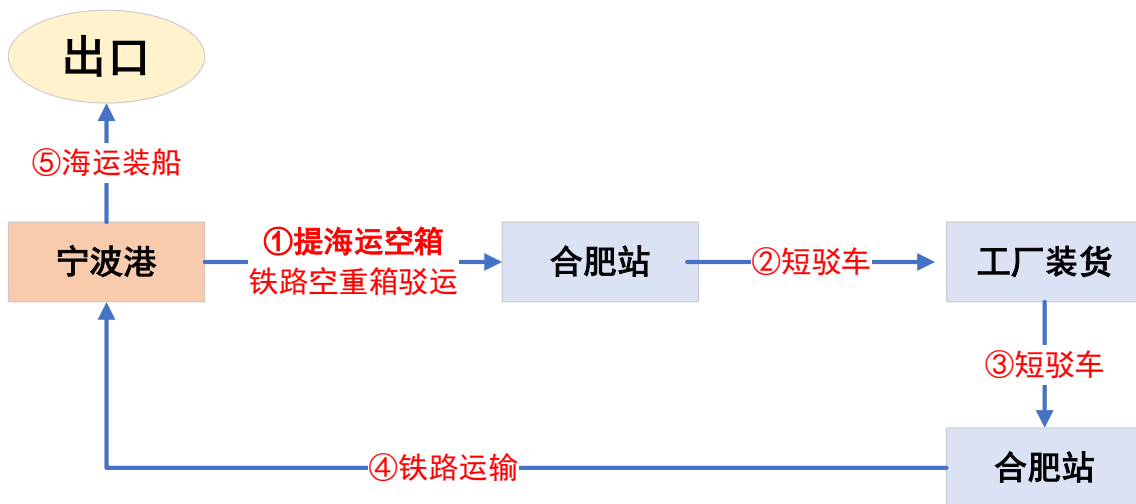 出口
⑤海运装船
宁波港
①提海运空箱
铁路空重箱驳运
合肥站
②短驳车
工厂装货
③短驳车
合肥站
④铁路运输